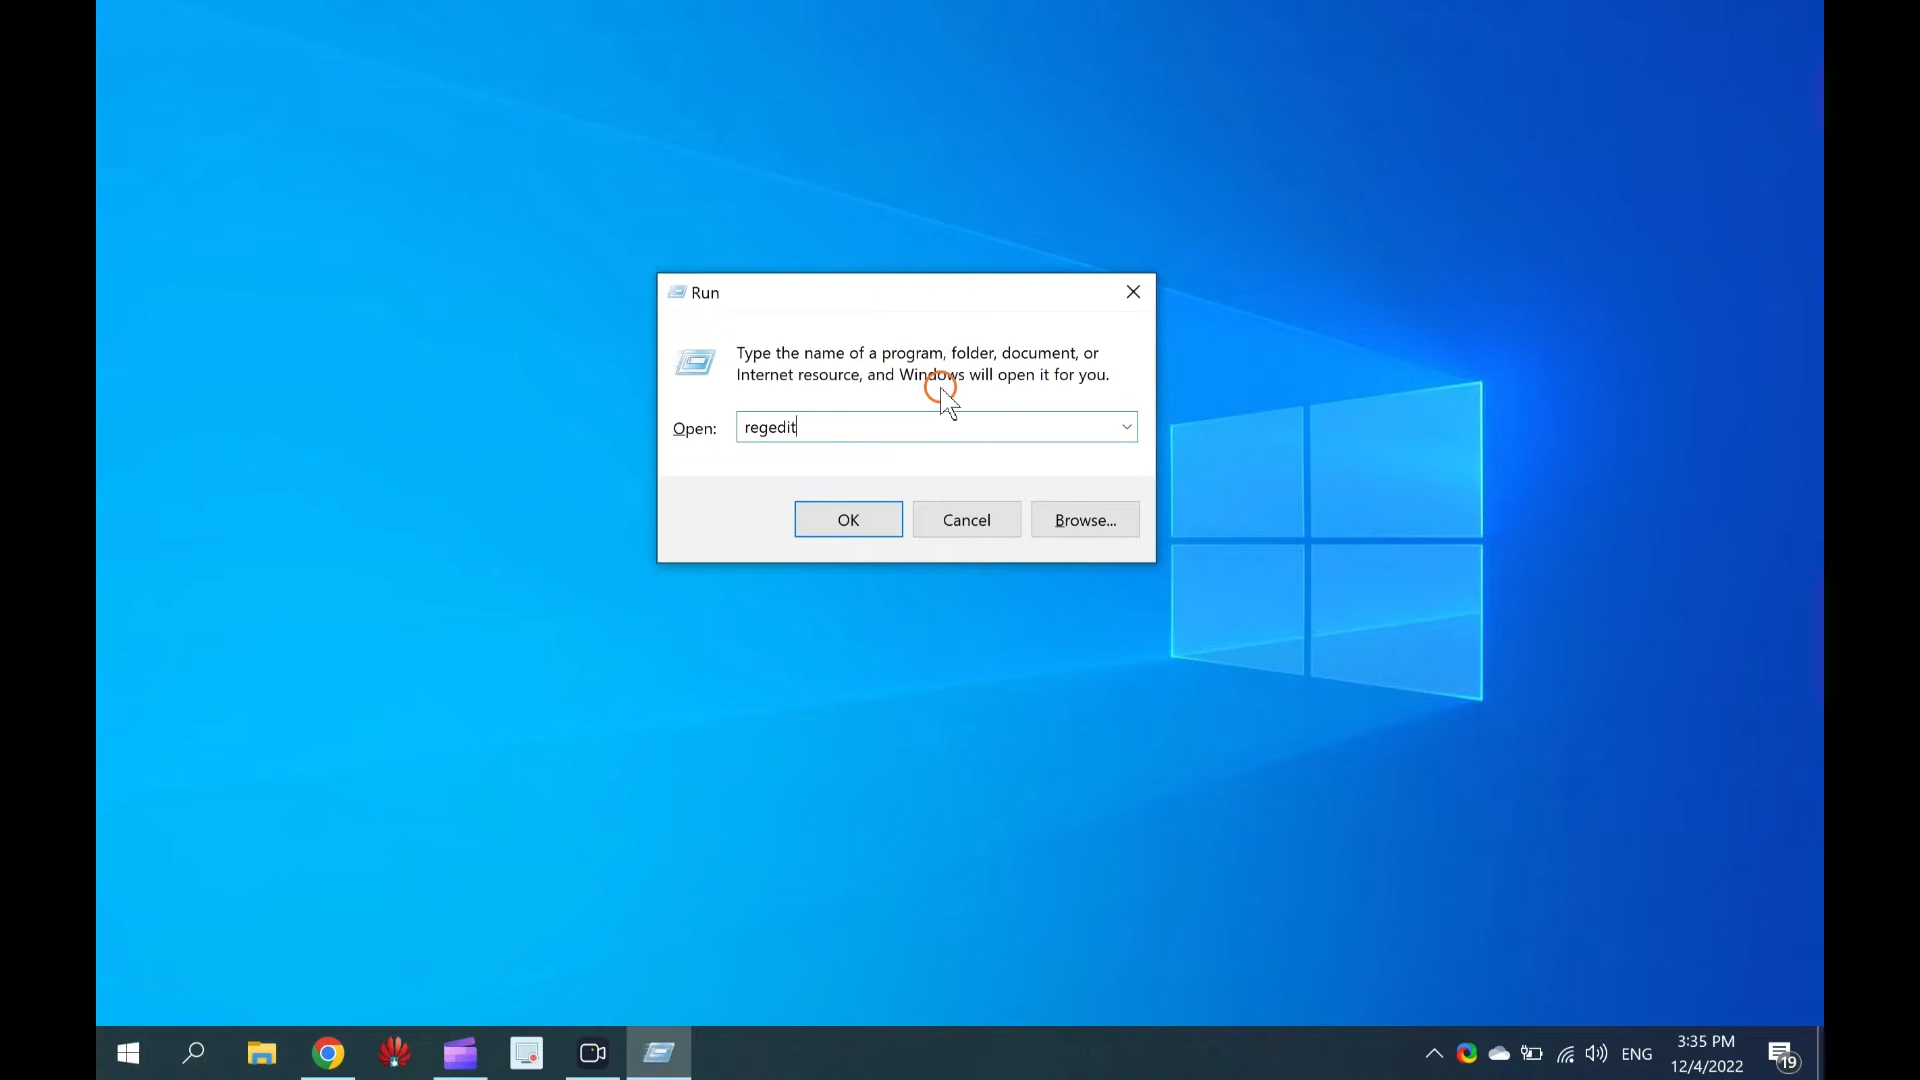 Run
Type the name of a program, folder, document, or
Internet resource, and Windows will open it for you.
Open:
regedit
OK
Cancel
Browse...
ENG
3:35 PM
12/4/2022
19